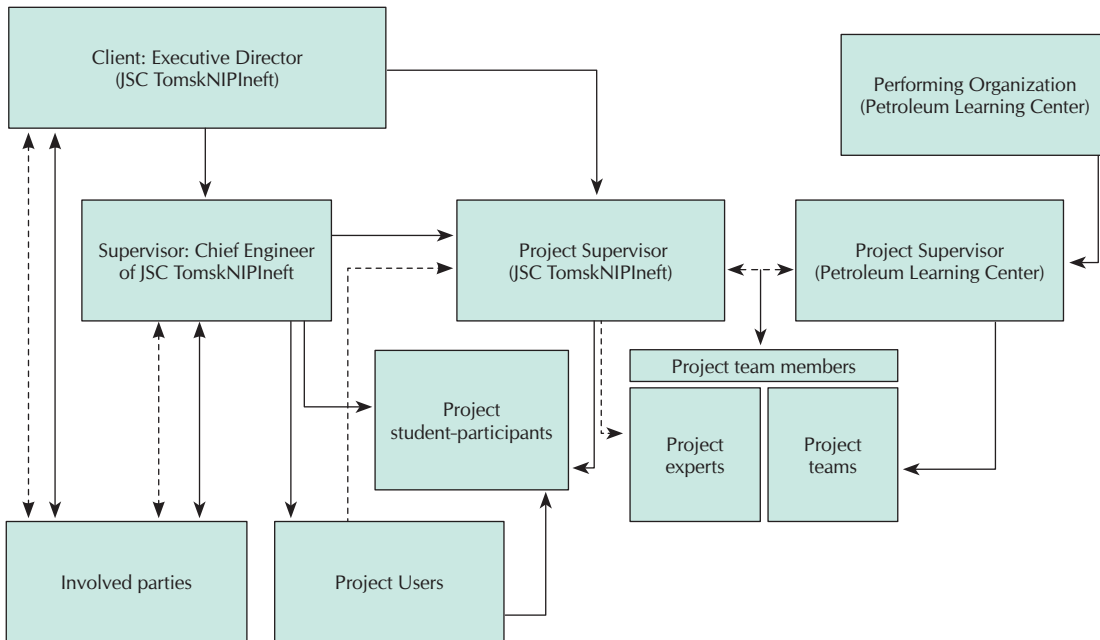 Client: Executive Director
(JSC TomskNIPIneft)
Performing Organization
(Petroleum Learning Center)
Supervisor: Chief Engineer
of JSC TomskNIPIneft
Project Supervisor
(JSC TomskNIPIneft)
Project Supervisor
(Petroleum Learning Center)
Project team members
Project
student-participants
Project
experts
Project
teams
Involved parties
Project Users